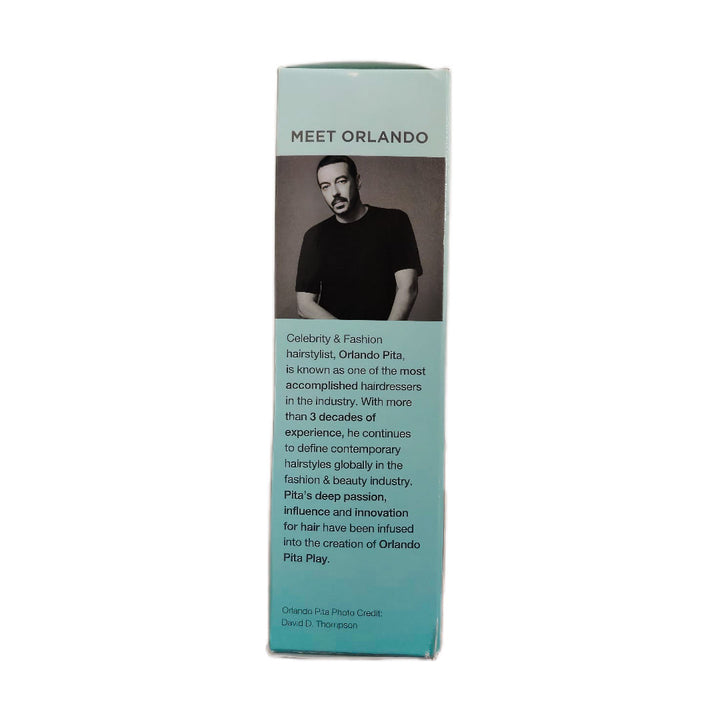 MEET ORLANDO
Celebrity & Fashion
hairstylist, Orlando Pita,
is known as one of the most
accomplished hairdressers
in the industry. With more
than 3 decades of
experience, he continues
to define contemporary
hairstyles globally in the
fashion & beauty industry.
Pita's deep passion,
influence and innovation
for hair have been infused
into the creation of Orlando
Pita Play.
Orlando Pita Photo Credit:
David D. Thompson